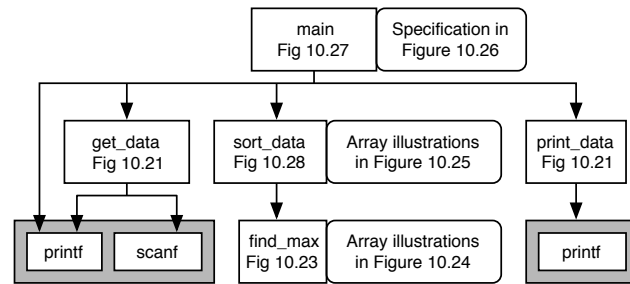 main
Fig 10.27
Specification in
Figure 10.26
get_data
Fig 10.21
sort_data
Fig 10.28
Array illustrations
in Figure 10.25
print_data
Fig 10.21
printf
scanf
find_max
Fig 10.23
Array illustrations
in Figure 10.24
printf